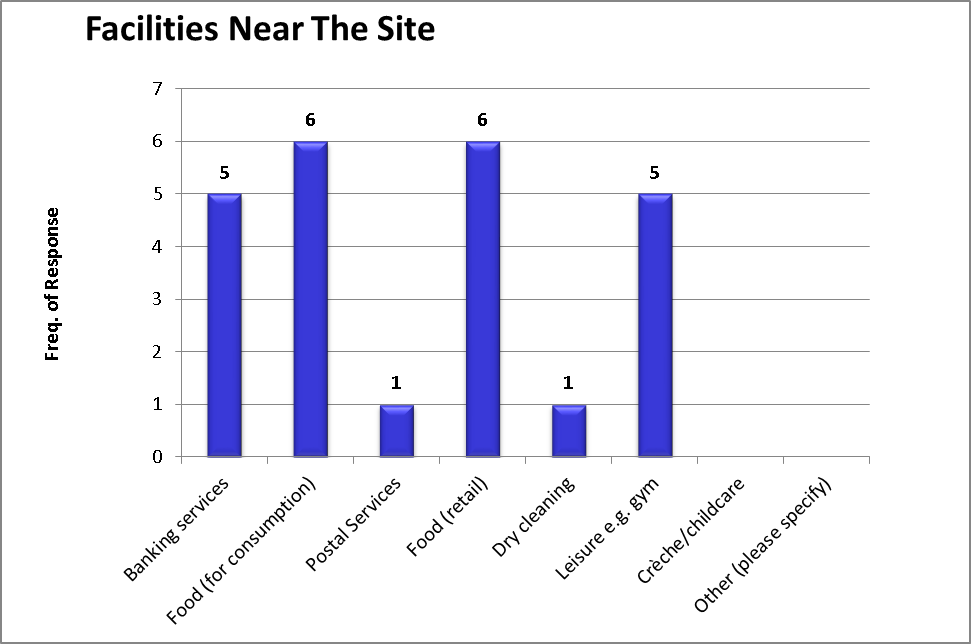 Facilities Near The Site
Freq. of Response
7
6
5
4
3
2
1
0
5
6
1
6
1
5
Banking services
Food (for consumption)
Postal Services
Food (retail)
Dry cleaning
Leisure e.g. gym
Crèche/childcare
Other (please specify)